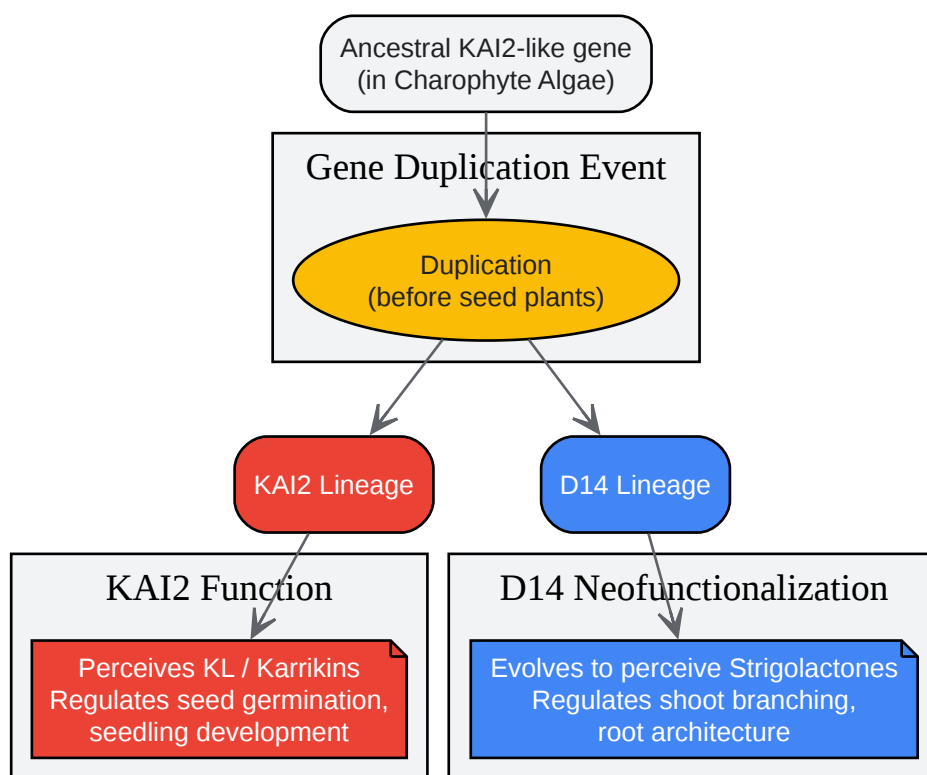 Ancestral KAI2-like gene
(in Charophyte Algae)
Gene Duplication Event
Duplication
(before seed plants)
KAI2 Lineage
D14 Lineage
KAI2 Function
Perceives KL / Karrikins
Regulates seed germination,
seedling development
D14 Neofunctionalization
Evolves to perceive Strigolactones
Regulates shoot branching,
root architecture